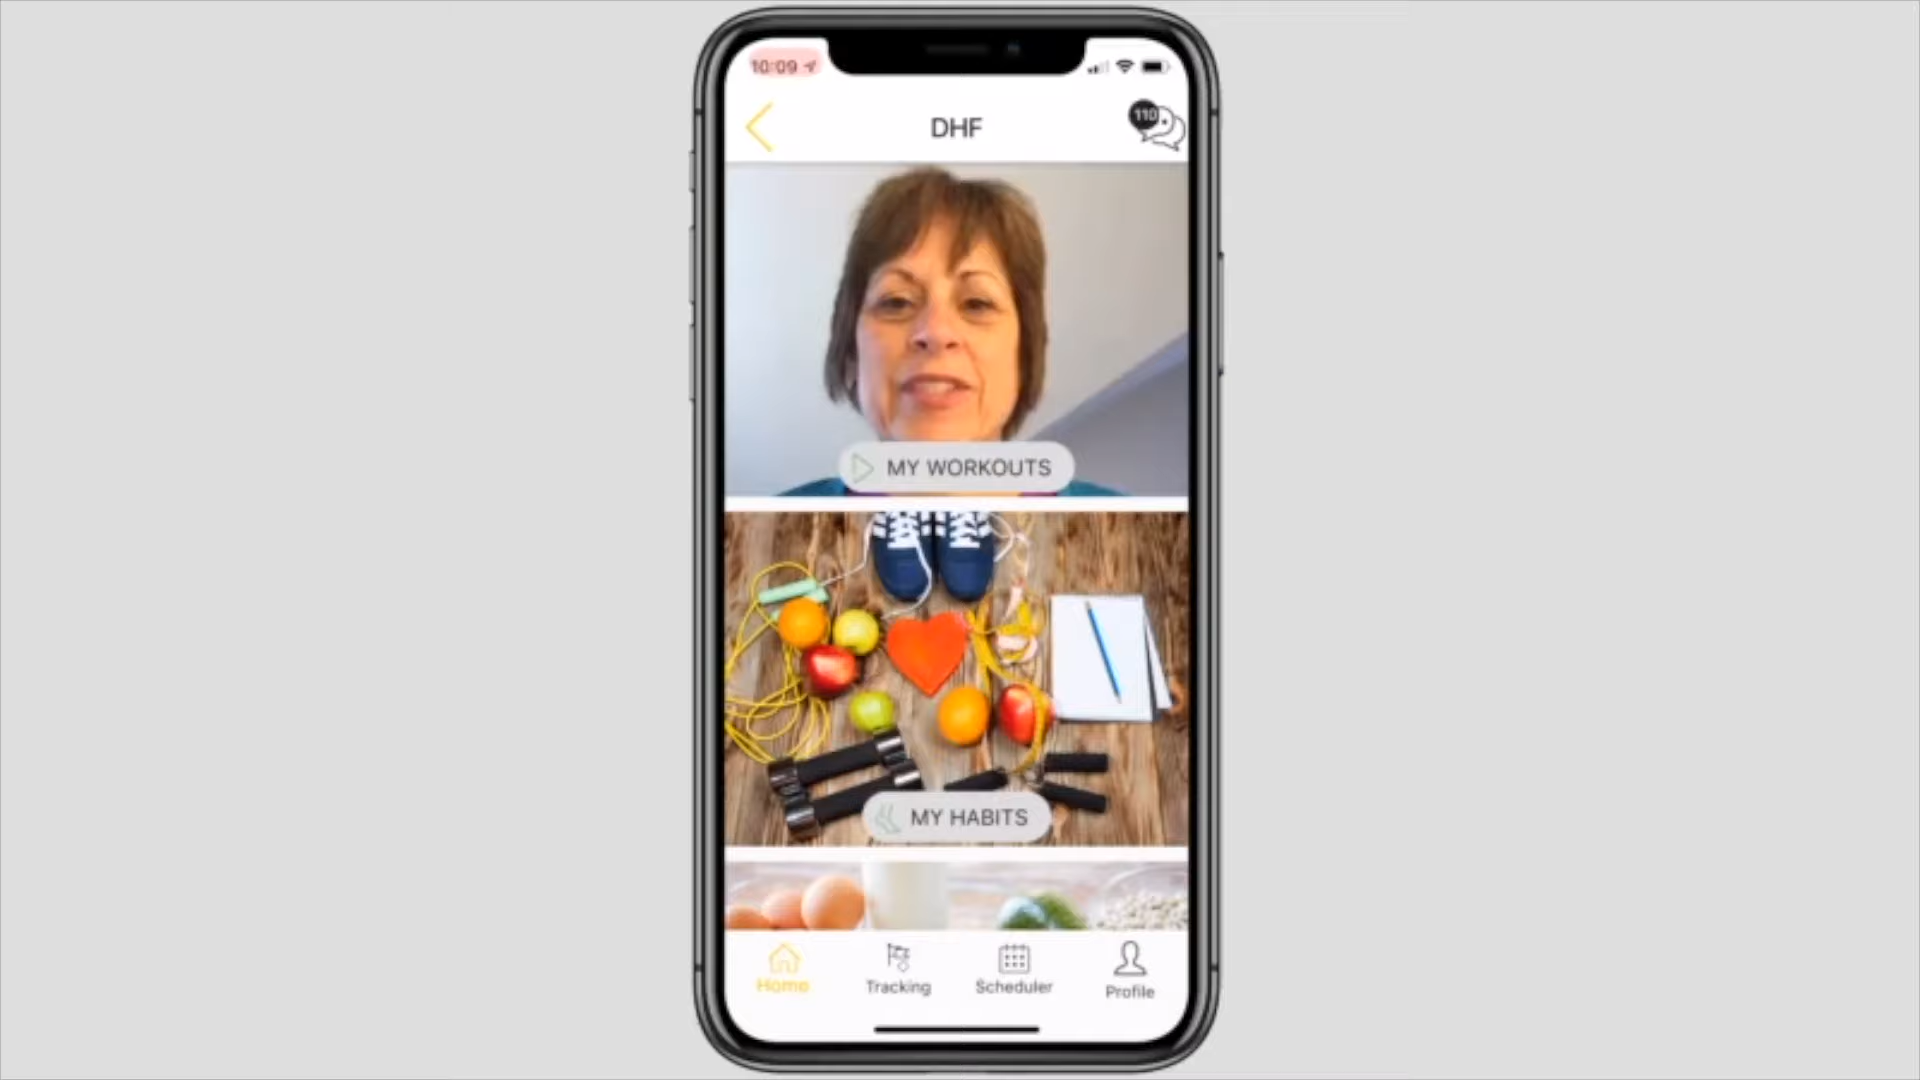 10:09
DHF
110
MY WORKOUTS
MY HABITS
Home
Tracking
Scheduler
Profile